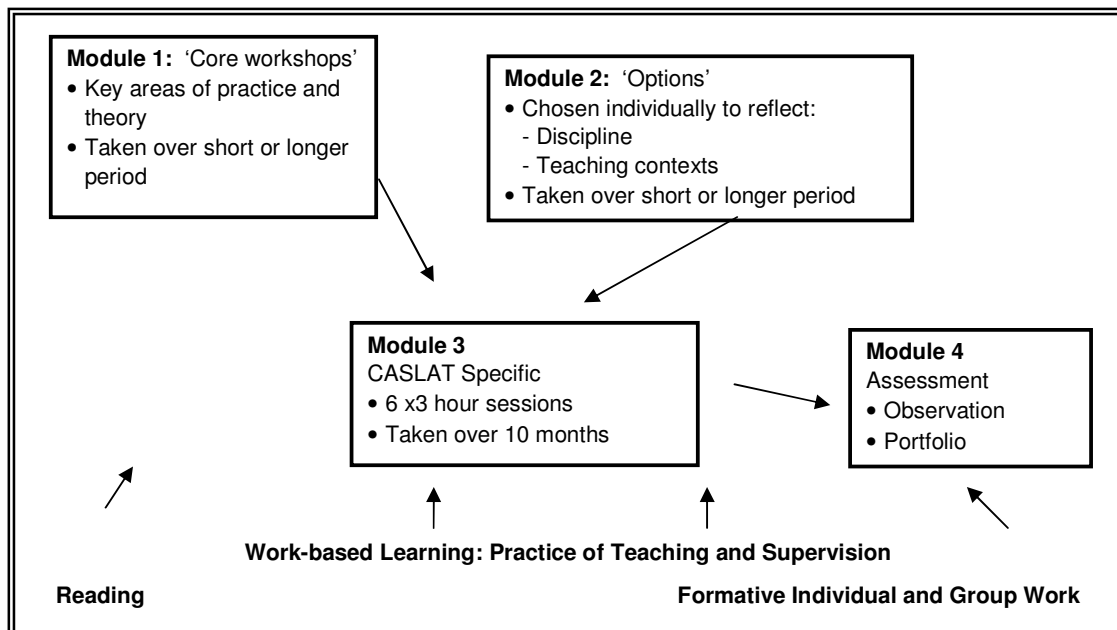 Module 1: ‘Core workshops’
• Key areas of practice and
theory
• Taken over short or longer
period
Module 2: ‘Options’
• Chosen individually to reflect:
- Discipline
- Teaching contexts
• Taken over short or longer period
Module 3
CASLAT Specific
• 6 x3 hour sessions
• Taken over 10 months
Module 4
Assessment
• Observation
• Portfolio
Work-based Learning: Practice of Teaching and Supervision
Reading
Formative Individual and Group Work